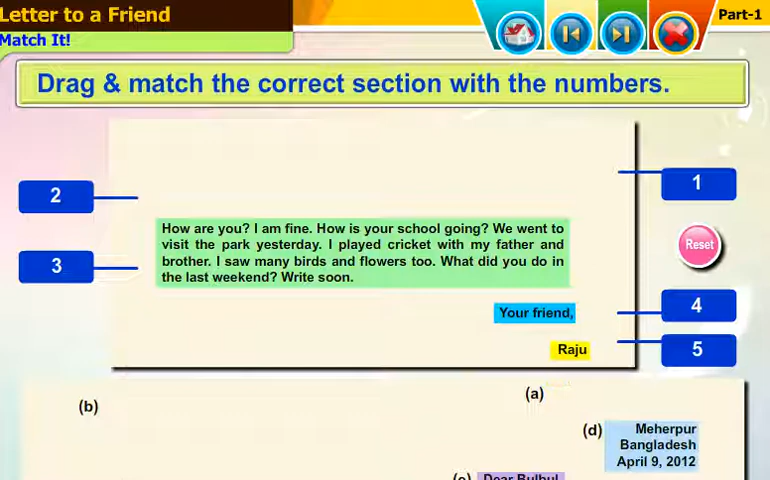 Letter to a Friend
Part-1
Match It!
Drag & match the correct section with the numbers.
1
2
How are you? I am fine. How is your school going? We went to
visit the park yesterday. I played cricket with my father and
brother. I saw many birds and flowers too. What did you do in
the last weekend? Write soon.
Reset
3
Your friend,
4
Raju
5
(a)
(b)
(d) Meherpur
Bangladesh
April 9, 2012
Dear Bulbul